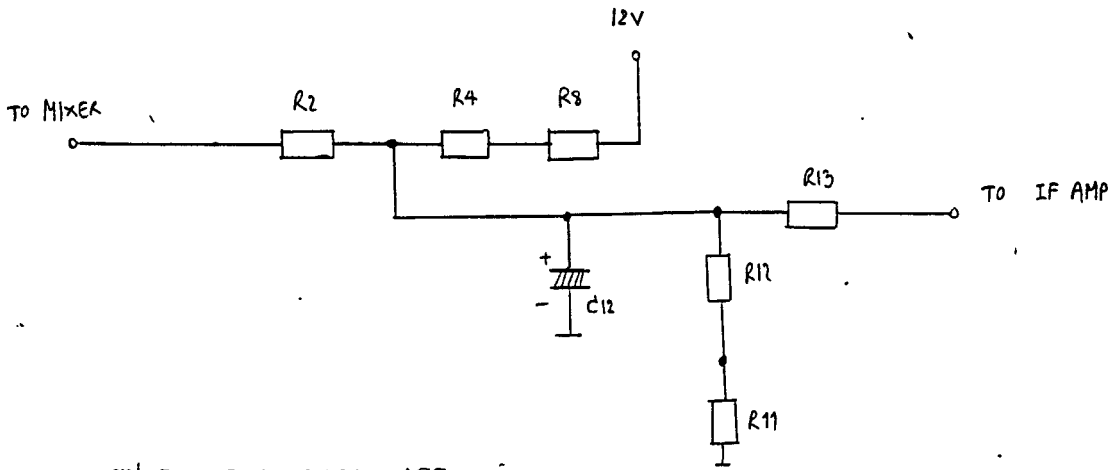 12V
TO MIXER
R2
R4
R8
R13
TO IF AMP
+
-
C12
R12
R11